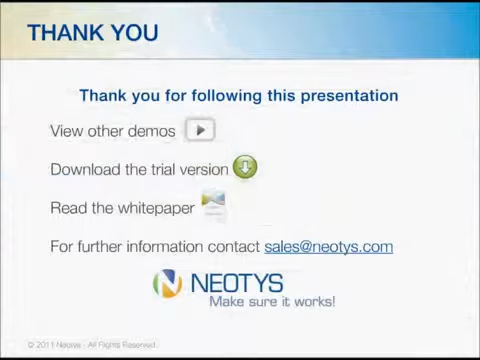 THANK YOU
Thank you for following this presentation
View other demos
Download the trial version
Read the whitepaper
For further information contact sales@neotys.com
NEOTYS
Make sure it works!
© 2011 Neotys - All Rights Reserved.